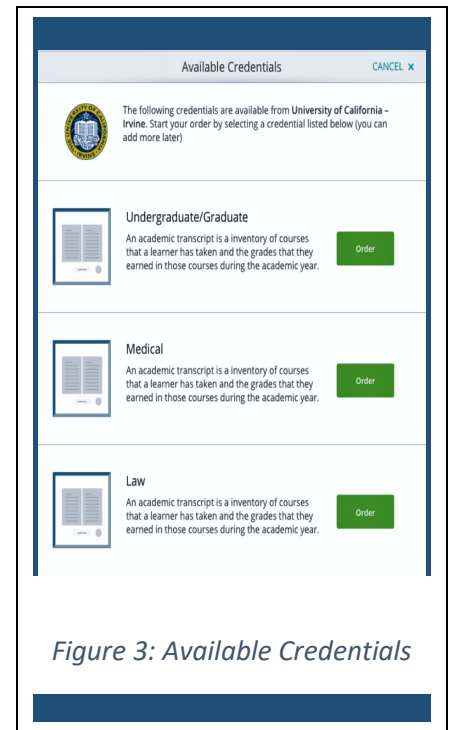 Available Credentials
CANCEL ×
The following credentials are available from University of California –
Irvine. Start your order by selecting a credential listed below (you can
add more later)
Undergraduate/Graduate
An academic transcript is a inventory of courses
that a learner has taken and the grades that they
earned in those courses during the academic year.
Order
Medical
An academic transcript is a inventory of courses
that a learner has taken and the grades that they
earned in those courses during the academic year.
Order
Law
An academic transcript is a inventory of courses
that a learner has taken and the grades that they
earned in those courses during the academic year.
Order
Figure 3: Available Credentials